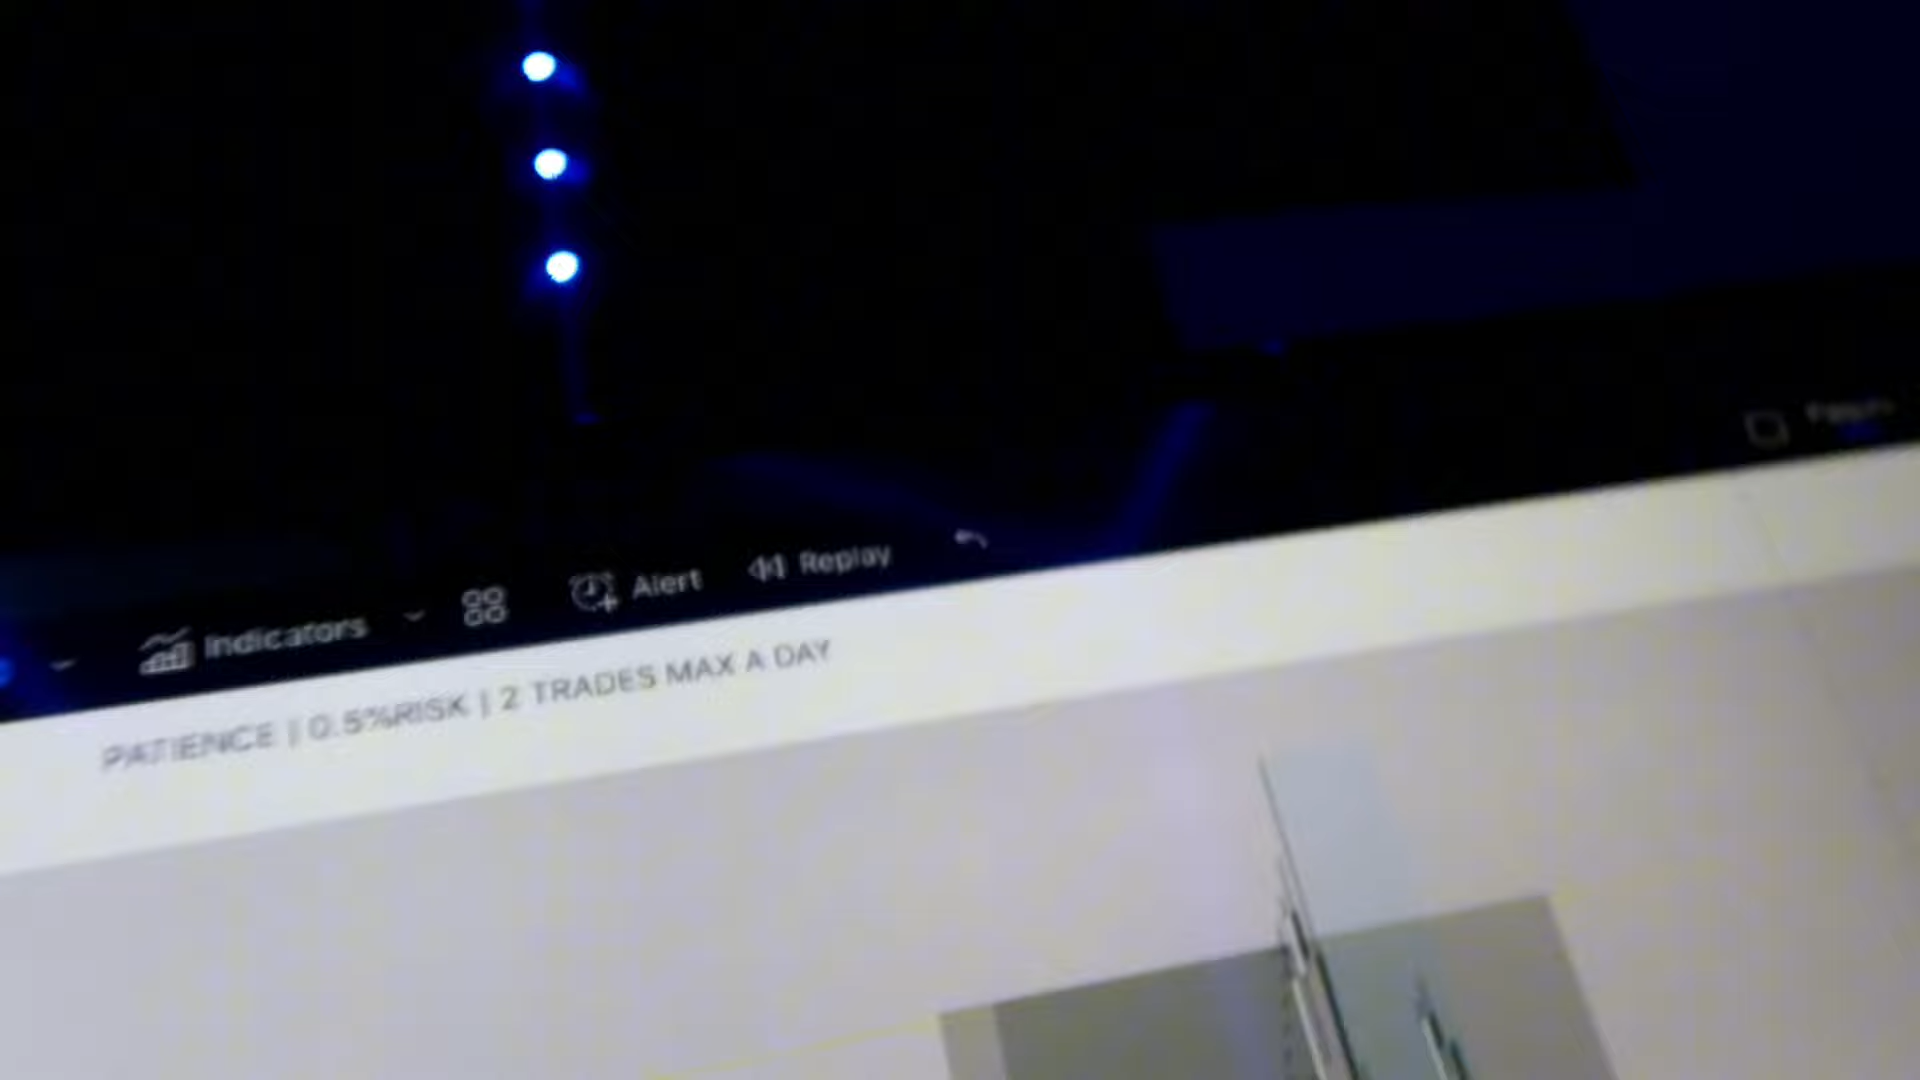 Indicators Alert Replay
PATIENCE | 0.5%RISK | 2 TRADES MAX A DAY